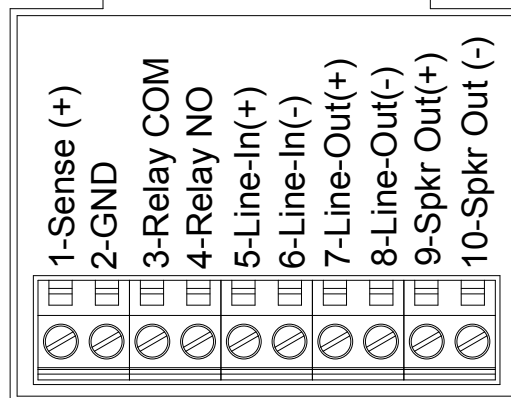 1-Sense (+)
2-GND
3-Relay COM
4-Relay NO
5-Line-In(+)
6-Line-In(-)
7-Line-Out(+)
8-Line-Out(-)
9-Spkr Out(+)
10-Spkr Out (-)